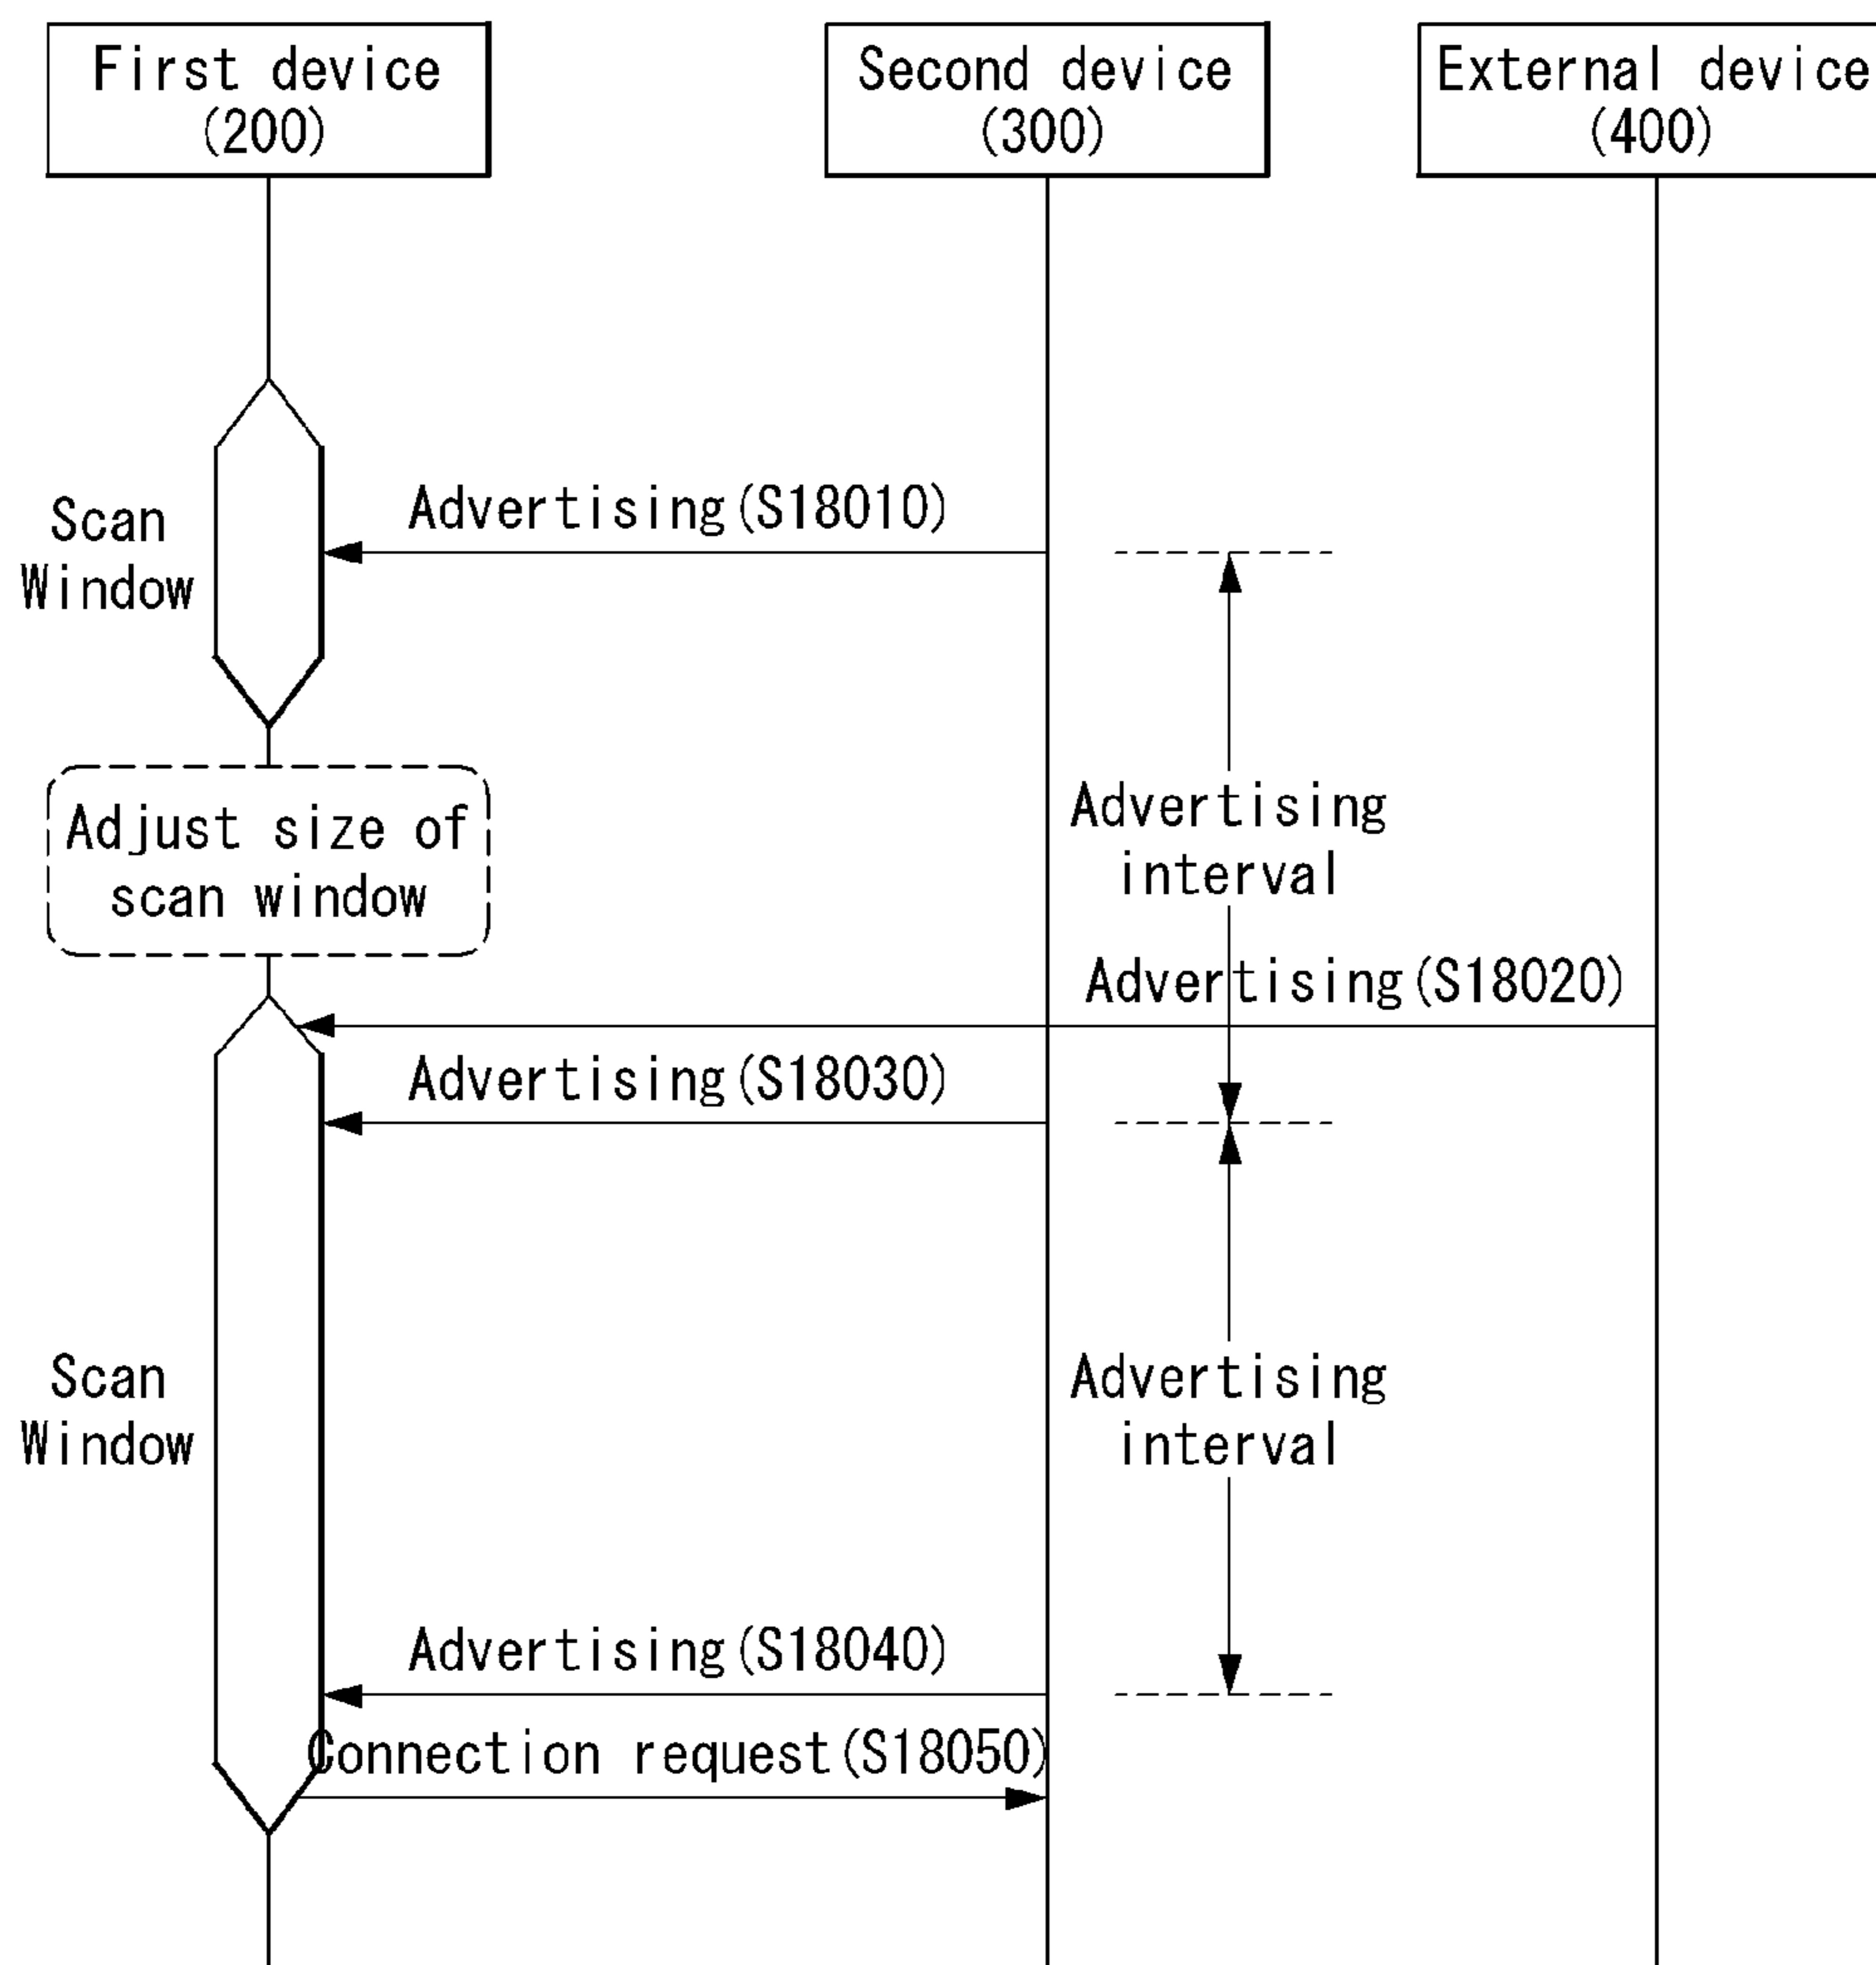 First device
(200)
Second device
(300)
External device
(400)
Scan
Window
Advertising(S18010)
Adjust size of
scan window
Advertising
interval
Advertising(S18020)
Advertising(S18030)
Scan
Window
Advertising
interval
Advertising(S18040)
Connection request(S18050)